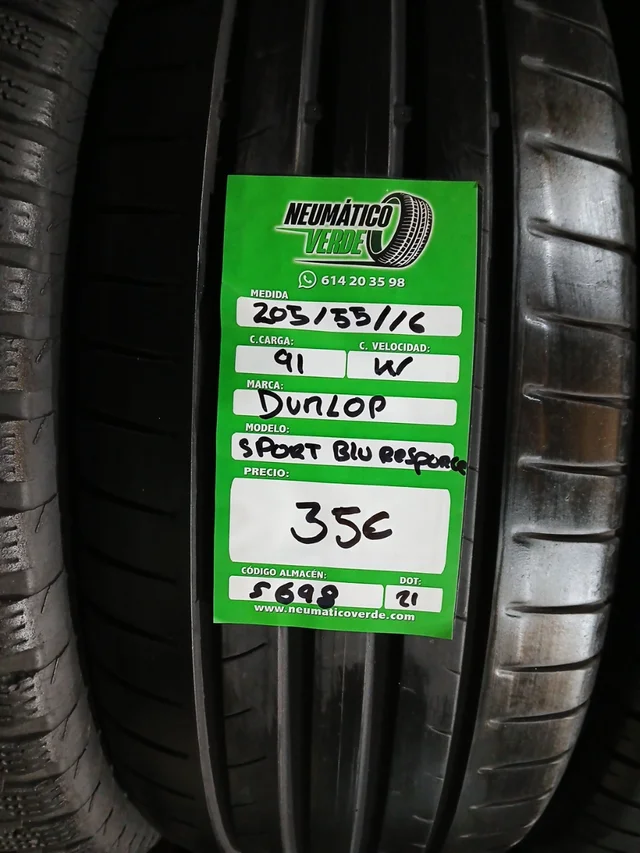 NEUMÁTICO
VERDE
614 20 35 98
MEDIDA
205/55/16
C.CARGA: C. VELOCIDAD:
91 W
MARCA:
DUNLOP
MODELO:
SPORT Blu Response
PRECIO:
35€
CÓDIGO ALMACÉN: DOT:
5698 21
www.neumaticoverde.com